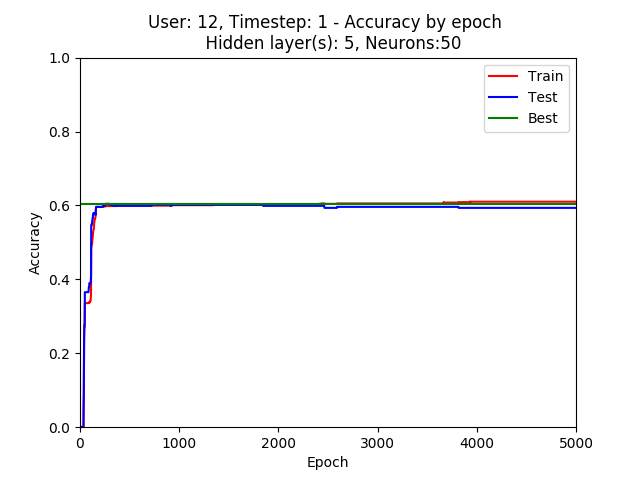 User: 12, Timestep: 1 - Accuracy by epoch
Hidden layer(s): 5, Neurons:50
1.0
0.8
0.6
0.4
0.2
0.0
Accuracy
Train
Test
Best
0 1000 2000 3000 4000 5000
Epoch